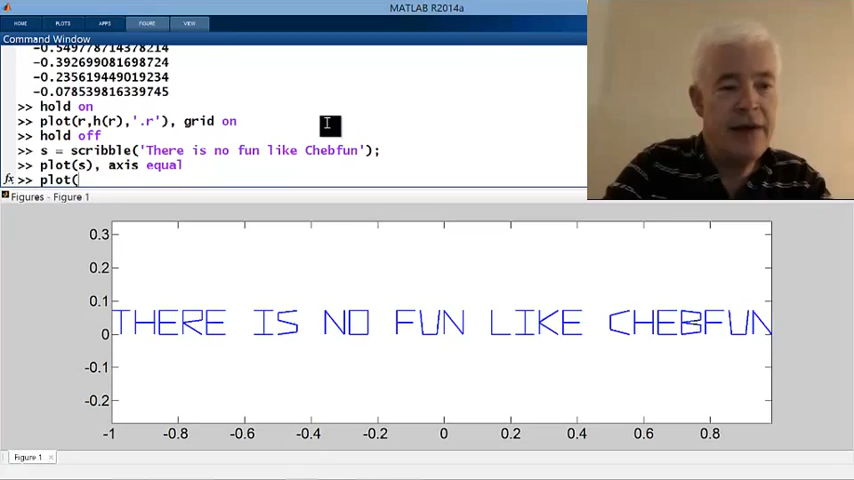 MATLAB R2014a
HOME PLOTS APPS FIGURE VIEW
Command Window
-0.549778714378214
-0.392699081698724
-0.235619449019234
-0.078539816339745
>> hold on
>> plot(r,h(r),'.r'), grid on
>> hold off
>> s = scribble('There is no fun like Chebfun');
>> plot(s), axis equal
fx >> plot(
Figures - Figure 1
0.3
0.2
0.1
0
-0.1
-0.2
THERE IS NO FUN LIKE CHEBFUN
-1 -0.8 -0.6 -0.4 -0.2 0 0.2 0.4 0.6 0.8
Figure 1